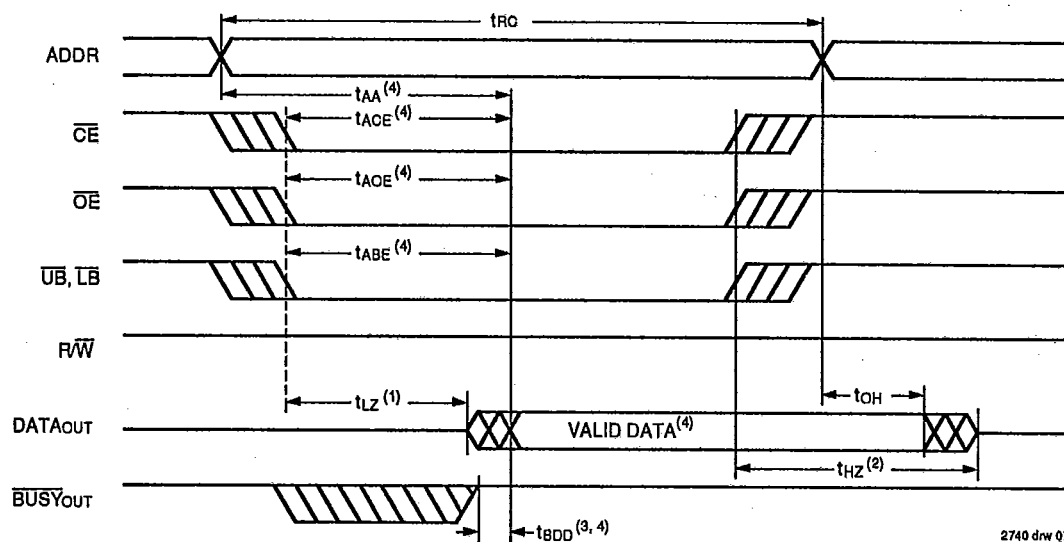 tRC
ADDR
tAA (4)
CE tACE (4)
OE tAOE (4)
tABE (4)
UB, LB
R/W
tLZ (1) tOH
DATAOUT VALID DATA(4)
tHZ (2)
BUSYOUT
tBDD (3, 4)
2740 drw